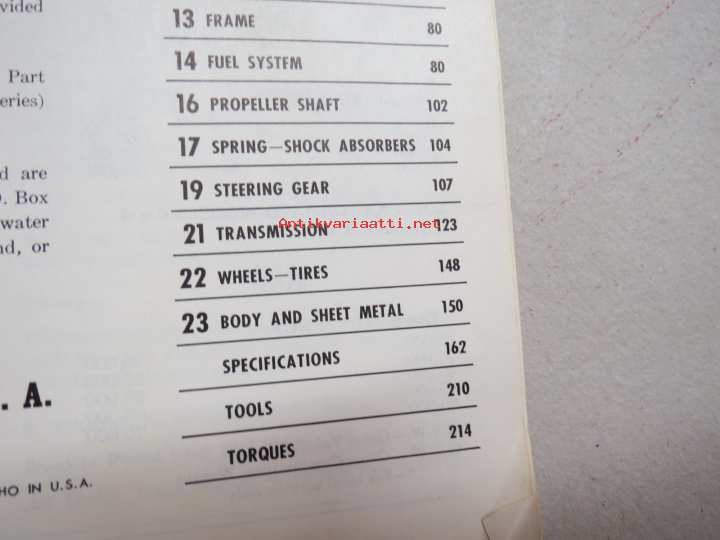 vided
Part
eries)
d are
). Box
water
nd, or
. A.
HO IN U.S.A.
13 FRAME 80
14 FUEL SYSTEM 80
16 PROPELLER SHAFT 102
17 SPRING—SHOCK ABSORBERS 104
19 STEERING GEAR 107
21 TRANSMISSION 123
22 WHEELS—TIRES 148
23 BODY AND SHEET METAL 150
SPECIFICATIONS 162
TOOLS 210
TORQUES 214
Antikvariaatti.net